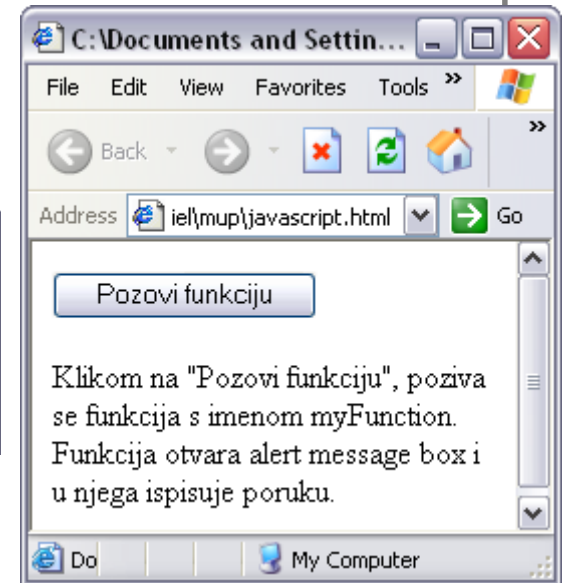 C:\Documents and Settin...
File Edit View Favorites Tools »
Back »
Address iel\mup\javascript.html Go
Pozovi funkciju
Klikom na "Pozovi funkciju", poziva
se funkcija s imenom myFunction.
Funkcija otvara alert message box i
u njega ispisuje poruku.
Do My Computer